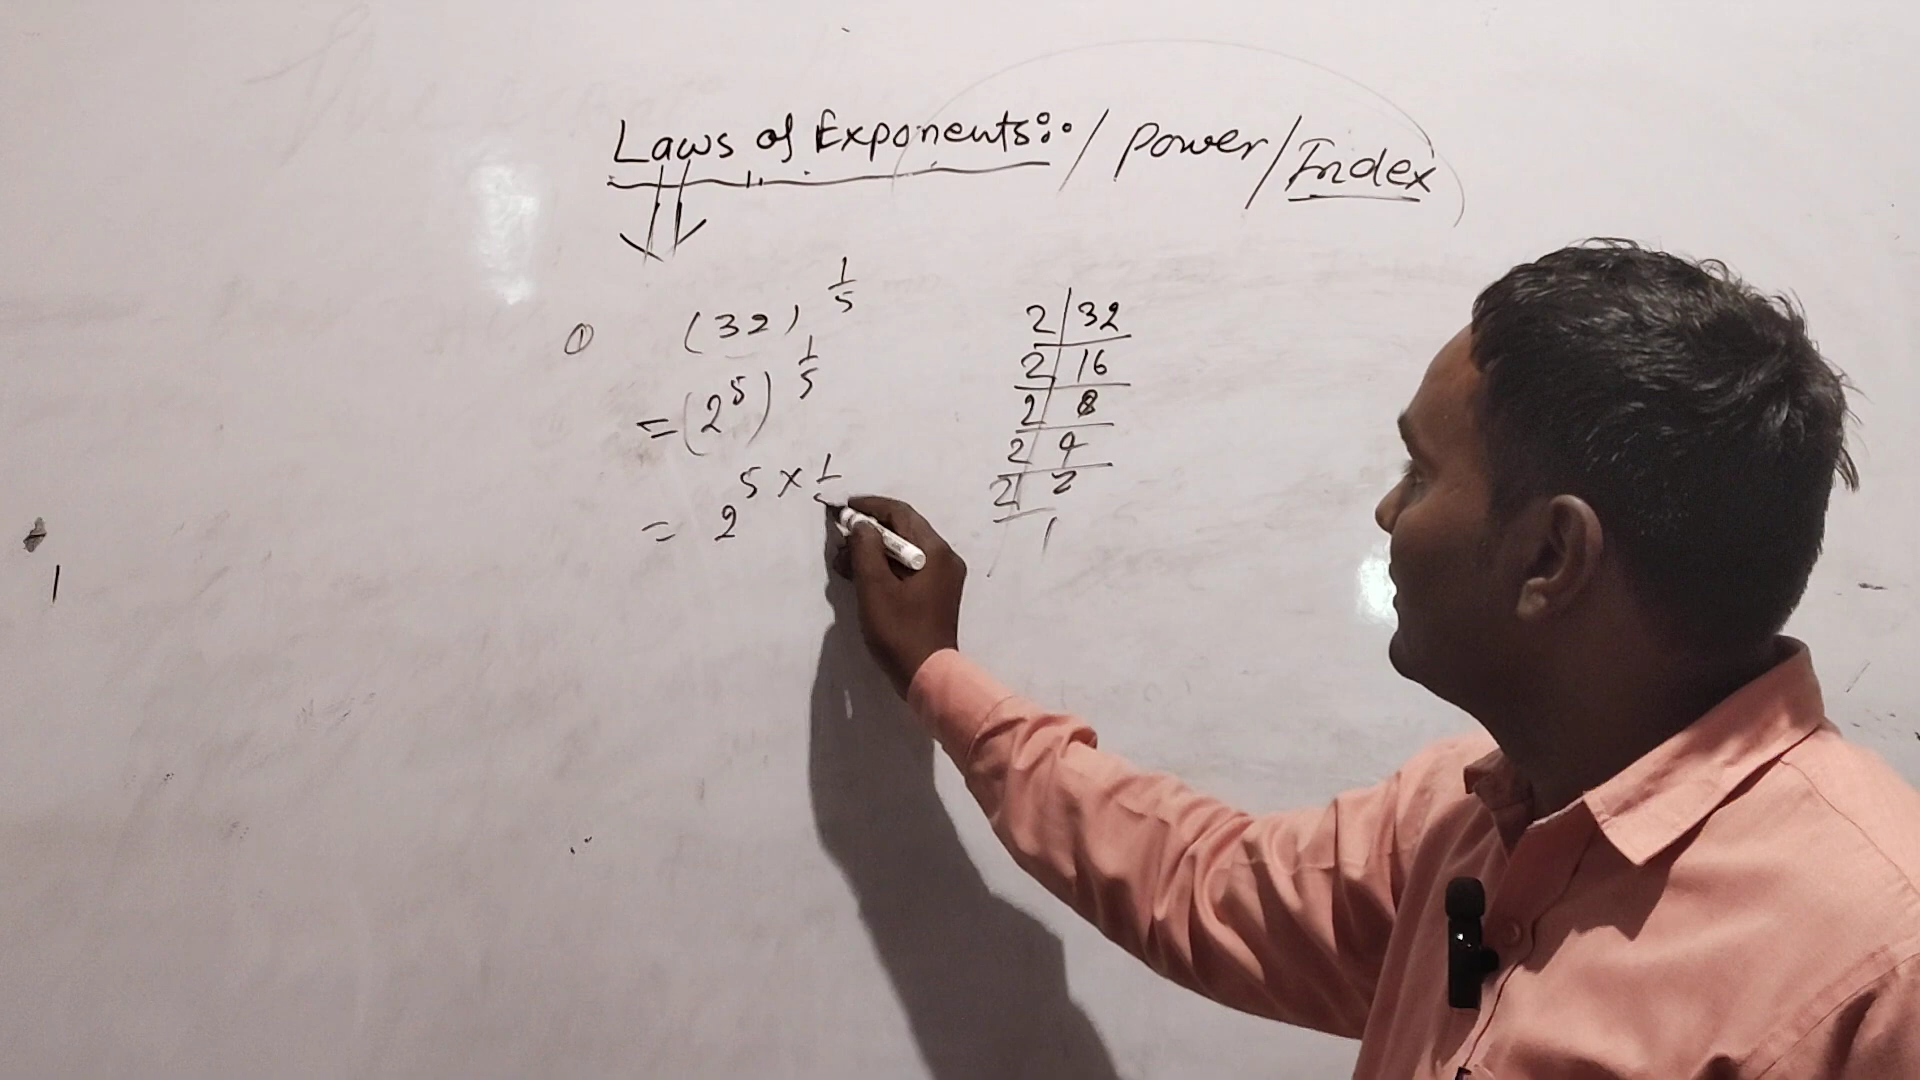 Laws of Exponents:. / Power / Index
① (32)^1/5
= (2^5)^1/5
= 2^5 × 1/5
2 | 32
2 | 16
2 | 8
2 | 4
2 | 2
1